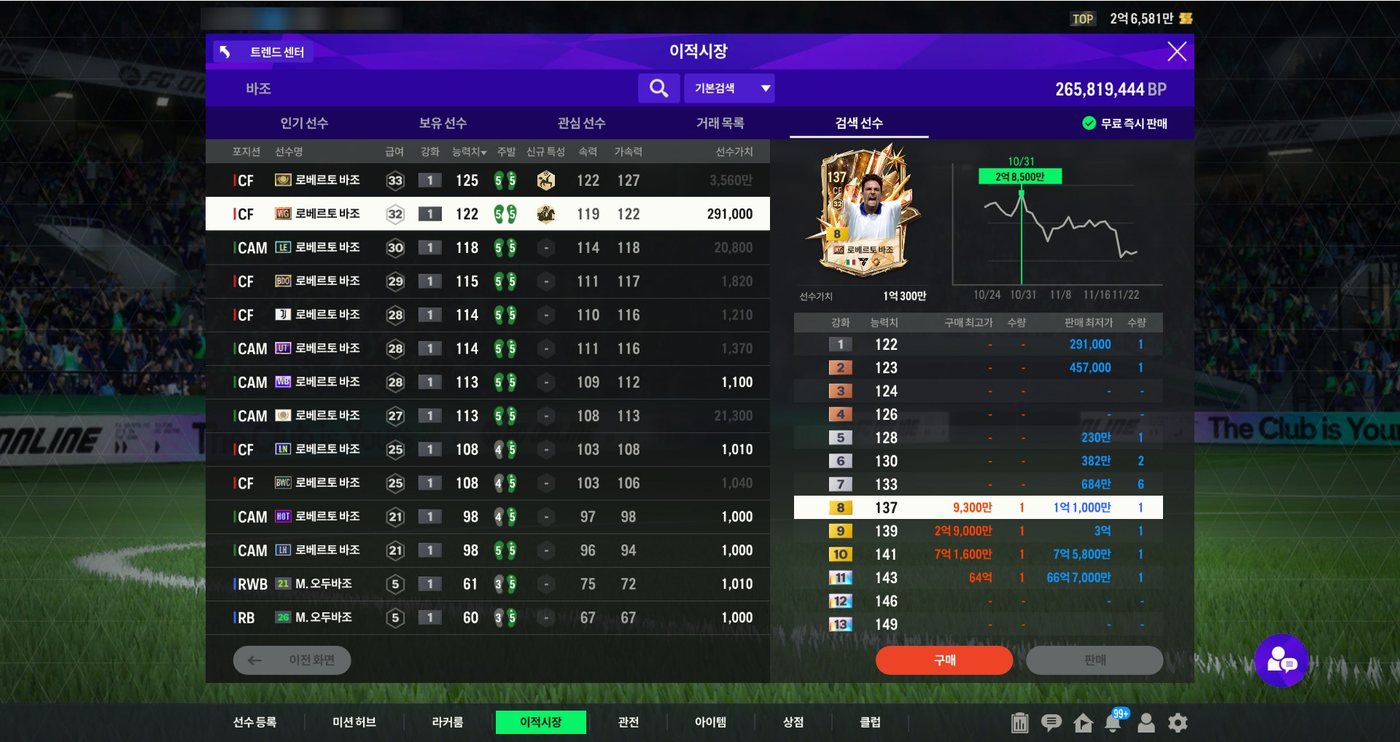 TOP 2억 6,581만
트렌드 센터 이적시장
바조 기본검색 265,819,444 BP
인기 선수 보유 선수 관심 선수 거래 목록 검색 선수 무료 즉시 판매
포지션 선수명 급여 강화 능력치 주발 신규 특성 속력 가속력 선수가치
CF 로베르토 바조 33 1 125 5 5 122 127 3,560만
CF WG 로베르토 바조 32 1 122 5 5 119 122 291,000
CAM LE 로베르토 바조 30 1 118 5 5 - 114 118 20,800
CF BDO 로베르토 바조 29 1 115 5 5 - 111 117 1,820
CF 로베르토 바조 28 1 114 5 5 - 110 116 1,210
CAM UT 로베르토 바조 28 1 114 5 5 - 111 116 1,370
CAM WB 로베르토 바조 28 1 113 5 5 - 109 112 1,100
CAM 로베르토 바조 27 1 113 5 5 - 108 113 21,300
CF LN 로베르토 바조 25 1 108 4 5 - 103 108 1,010
CF BWC 로베르토 바조 25 1 108 4 5 - 103 106 1,040
CAM HOT 로베르토 바조 21 1 98 4 5 - 97 98 1,000
CAM LH 로베르토 바조 21 1 98 5 5 - 96 94 1,000
RWB 21 M. 오두바조 5 1 61 3 5 - 75 72 1,010
RB 26 M. 오두바조 5 1 60 3 5 - 67 67 1,000
이전 화면
137
CF
32
8
로베르토 바조
선수가치 1억 300만
10/31
2억 8,500만
10/24 10/31 11/8 11/16 11/22
강화 능력치 구매 최고가 수량 판매 최저가 수량
1 122 - - 291,000 1
2 123 - - 457,000 1
3 124 - - - -
4 126 - - - -
5 128 - - 230만 1
6 130 - - 382만 2
7 133 - - 684만 6
8 137 9,300만 1 1억 1,000만 1
9 139 2억 9,000만 1 3억 1
10 141 7억 1,600만 1 7억 5,800만 1
11 143 64억 1 66억 7,000만 1
12 146 - - - -
13 149 - - - -
구매 판매
ONLINE
The Club is Your
선수 등록 미션 허브 라커룸 이적시장 관전 아이템 상점 클럽 99+